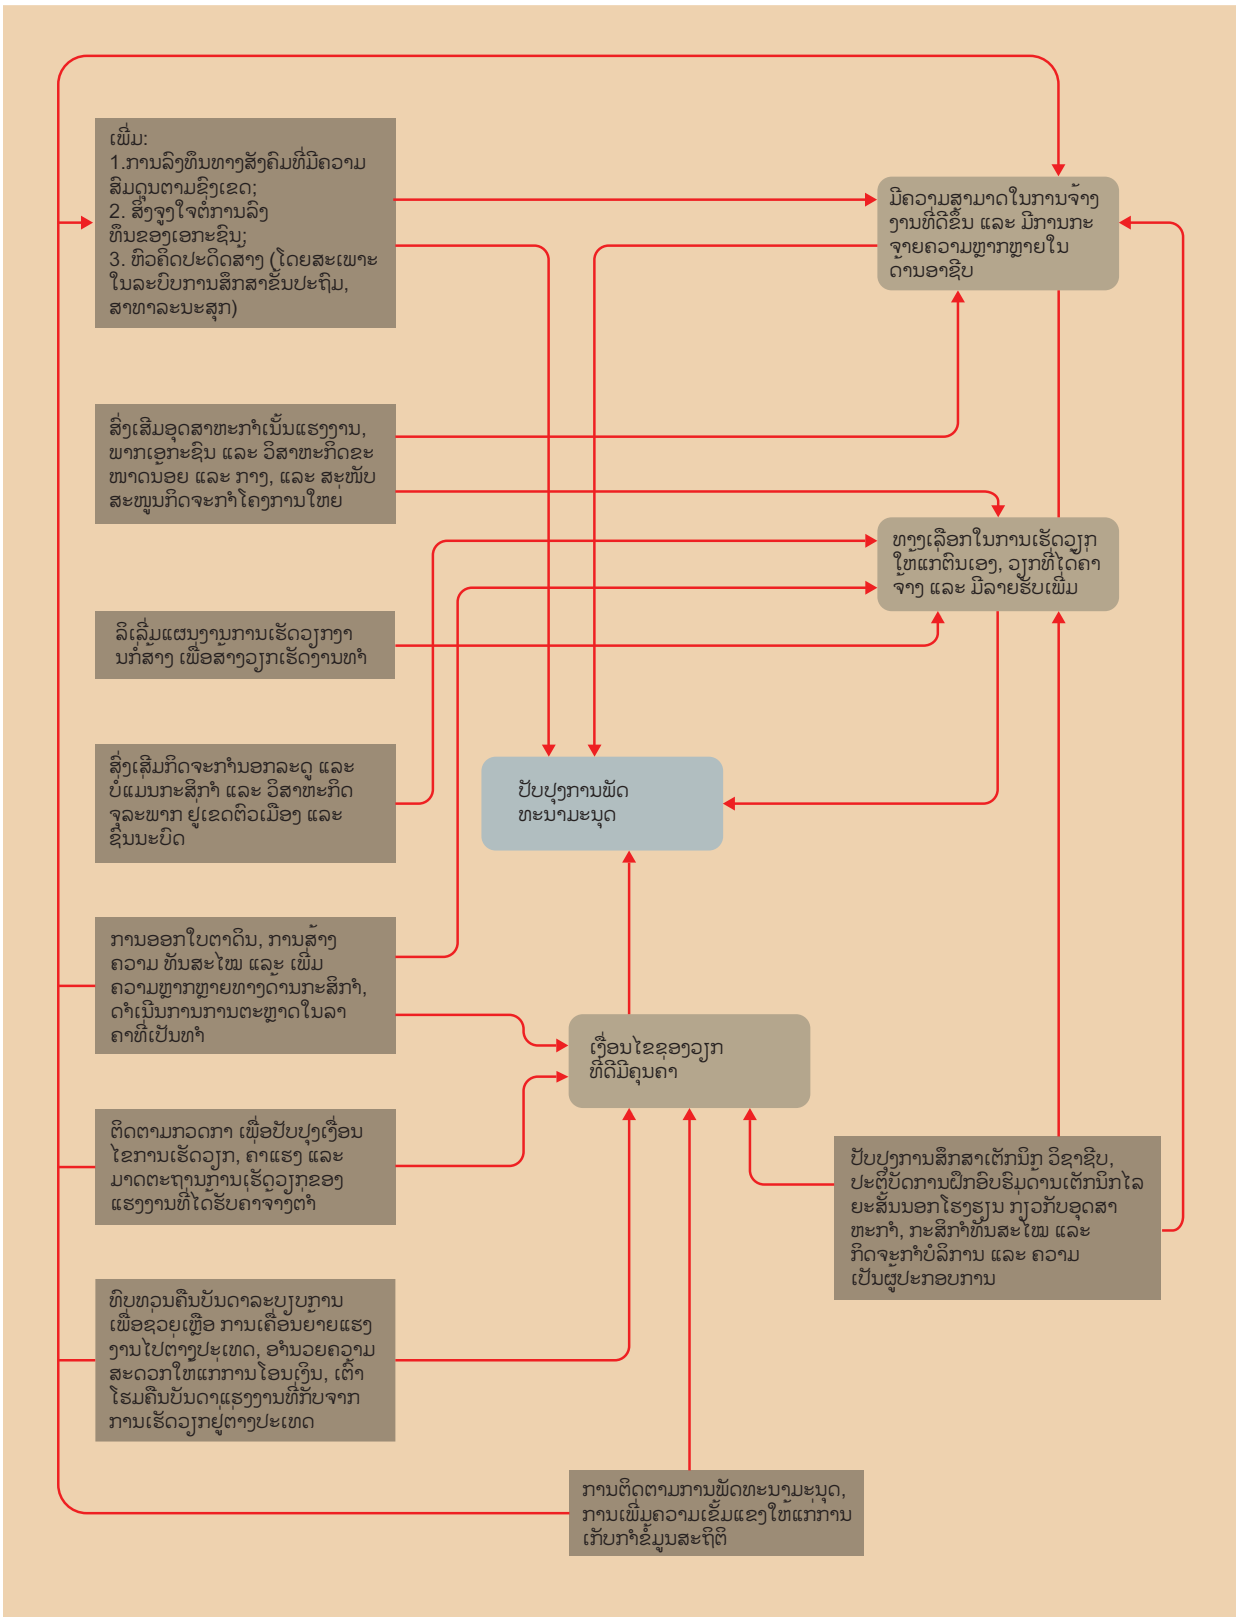 ເພີ່ມ:
1.ການລົງທຶນທາງສັງຄົມທີ່ມີຄວາມ
ສົມດຸນຕາມຂົງເຂດ;
2. ສິ່ງຈູງໃຈຕໍ່ການລົງ
ທຶນຂອງເອກະຊົນ;
3. ຫົວຄິດປະດິດສ້າງ (ໂດຍສະເພາະ
ໃນລະບົບການສຶກສາຂັ້ນປະຖົມ,
ສາທາລະນະສຸກ)
ມີຄວາມສາມາດໃນການຈ້າງ
ງານທີ່ດີຂຶ້ນ ແລະ ມີການກະ
ຈາຍຄວາມຫຼາກຫຼາຍໃນ
ດ້ານອາຊີບ
ສົ່ງເສີມອຸດສາຫະກຳເນັ້ນແຮງງານ,
ພາກເອກະຊົນ ແລະ ວິສາຫະກິດຂະ
ໜາດນ້ອຍ ແລະ ກາງ, ແລະ ສະໜັບ
ສະໜູນກິດຈະກຳໂຄງການໃຫຍ່
ທາງເລືອກໃນການເຮັດວຽກ
ໃຫ້ແກ່ຕົນເອງ, ວຽກທີ່ໄດ້ຄ່າ
ຈ້າງ ແລະ ມີລາຍຮັບເພີ່ມ
ລິເລີ່ມແຜນງານການເຮັດວຽກງາ
ນກໍ່ສ້າງ ເພື່ອສ້າງວຽກເຮັດງານທຳ
ສົ່ງເສີມກິດຈະກຳນອກລະດູ ແລະ
ບໍ່ແມ່ນກະສິກຳ ແລະ ວິສາຫະກິດ
ຈຸລະພາກ ຢູ່ເຂດຕົວເມືອງ ແລະ
ຊົນນະບົດ
ປັບປຸງການພັດ
ທະນາມະນຸດ
ການອອກໃບຕາດິນ, ການສ້າງ
ຄວາມ ທັນສະໄໝ ແລະ ເພີ່ມ
ຄວາມຫຼາກຫຼາຍທາງດ້ານກະສິກຳ,
ດຳເນີນການການຕະຫຼາດໃນລາ
ຄາທີ່ເປັນທຳ
ເງື່ອນໄຂຂອງວຽກ
ທີ່ດີມີຄຸນຄ່າ
ຕິດຕາມກວດກາ ເພື່ອປັບປຸງເງື່ອນ
ໄຂການເຮັດວຽກ, ຄ່າແຮງ ແລະ
ມາດຕະຖານການເຮັດວຽກຂອງ
ແຮງງານທີ່ໄດ້ຮັບຄ່າຈ້າງຕ່ຳ
ປັບປຸງການສຶກສາເຕັກນິກ ວິຊາຊີບ,
ປະຕິບັດການຝຶກອົບຮົມດ້ານເຕັກນິກໄລ
ຍະສັ້ນນອກໂຮງຮຽນ ກ່ຽວກັບອຸດສາ
ຫະກຳ, ກະສິກຳທັນສະໄໝ ແລະ
ກິດຈະກຳບໍລິການ ແລະ ຄວາມ
ເປັນຜູ້ປະກອບການ
ທົບທວນຄືນບັນດາລະບຽບການ
ເພື່ອຊ່ວຍເຫຼືອ ການເຄື່ອນຍ້າຍແຮງ
ງານໄປຕ່າງປະເທດ, ອຳນວຍຄວາມ
ສະດວກໃຫ້ແກ່ການໂອນເງິນ, ເຕົ້າ
ໂຮມຄືນບັນດາແຮງງານທີ່ກັບຈາກ
ການເຮັດວຽກຢູ່ຕ່າງປະເທດ
ການຕິດຕາມການພັດທະນາມະນຸດ,
ການເພີ່ມຄວາມເຂັ້ມແຂງໃຫ້ແກ່ການ
ເກັບກຳຂໍ້ມູນສະຖິຕິ